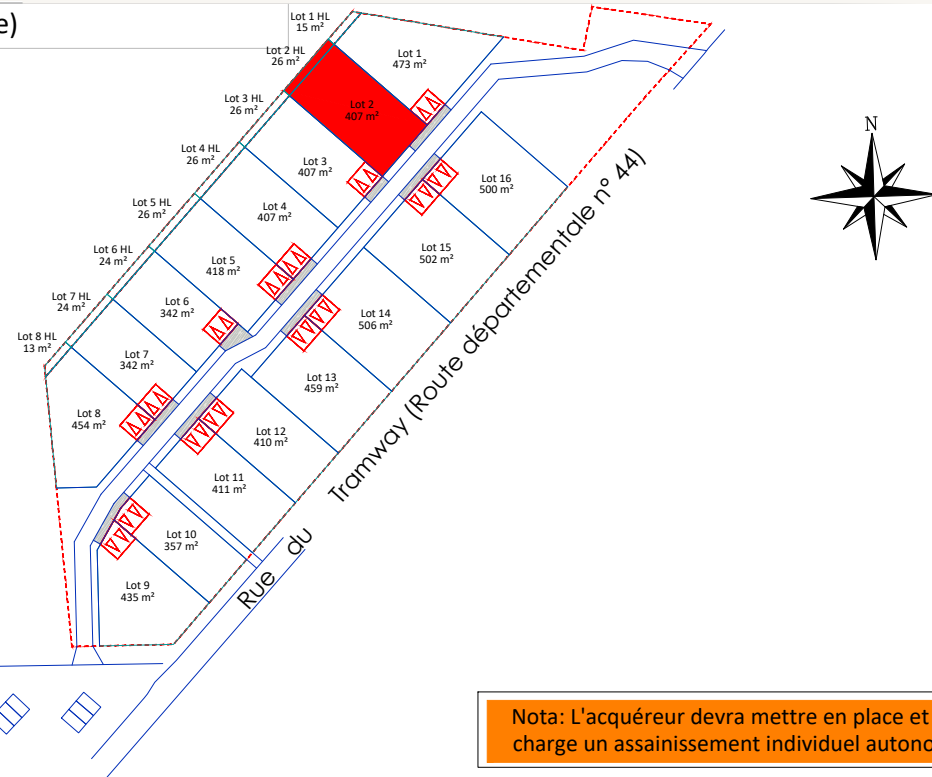 e)
Lot 1 HL
15 m²
Lot 2 HL
26 m²
Lot 3 HL
26 m²
Lot 4 HL
26 m²
Lot 5 HL
26 m²
Lot 6 HL
24 m²
Lot 7 HL
24 m²
Lot 8 HL
13 m²
Lot 1
473 m²
Lot 2
407 m²
Lot 3
407 m²
Lot 4
407 m²
Lot 5
418 m²
Lot 6
342 m²
Lot 7
342 m²
Lot 8
454 m²
Lot 16
500 m²
Lot 15
502 m²
Lot 14
506 m²
Lot 13
459 m²
Lot 12
410 m²
Lot 11
411 m²
Lot 10
357 m²
Lot 9
435 m²
Rue du Tramway (Route départementale n° 44)
N
Nota: L'acquéreur devra mettre en place et
charge un assainissement individuel autono